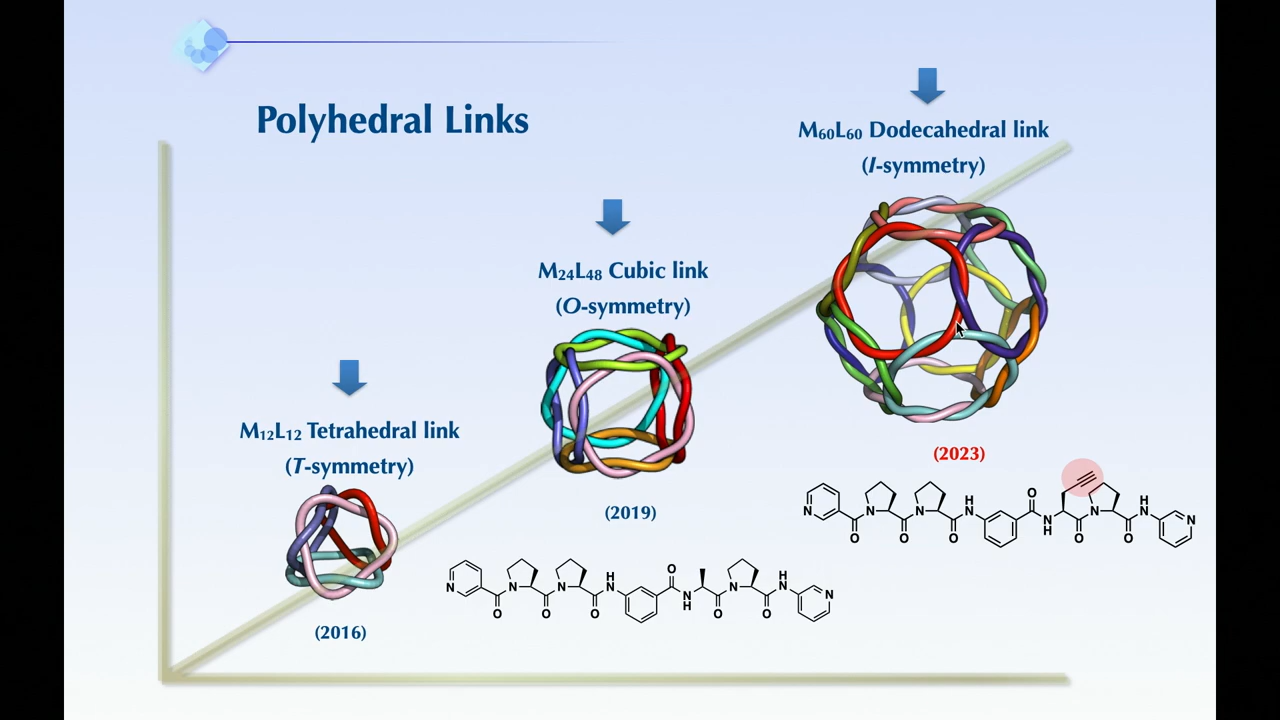 Polyhedral Links
M₆₀L₆₀ Dodecahedral link
(I-symmetry)
M₂₄L₄₈ Cubic link
(O-symmetry)
M₁₂L₁₂ Tetrahedral link
(T-symmetry)
(2023)
(2019)
(2016)
N O N O N O N H O N H O N O N H N
N O N O N O N H O N H O N O N H N